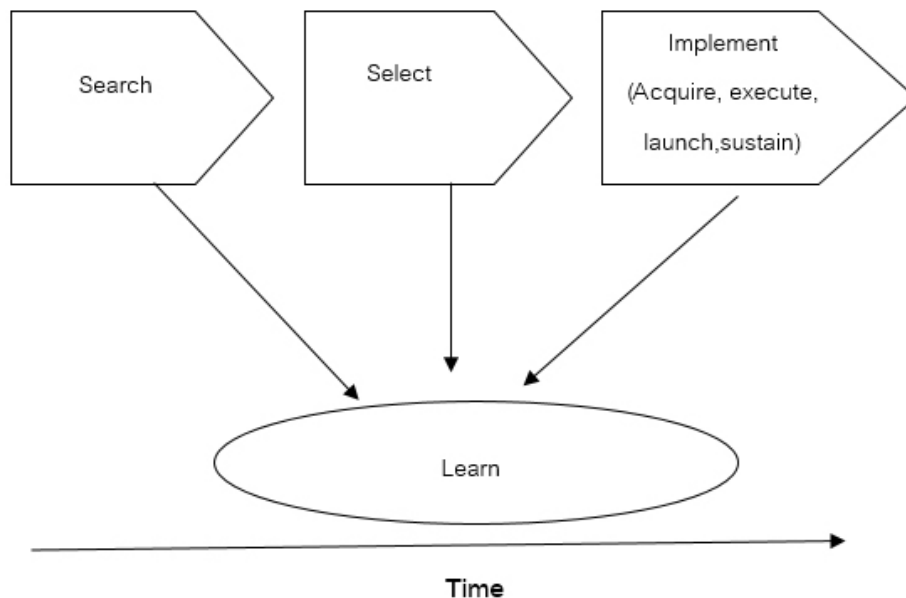 Search
Select
Implement
(Acquire, execute,
launch,sustain)
Learn
Time